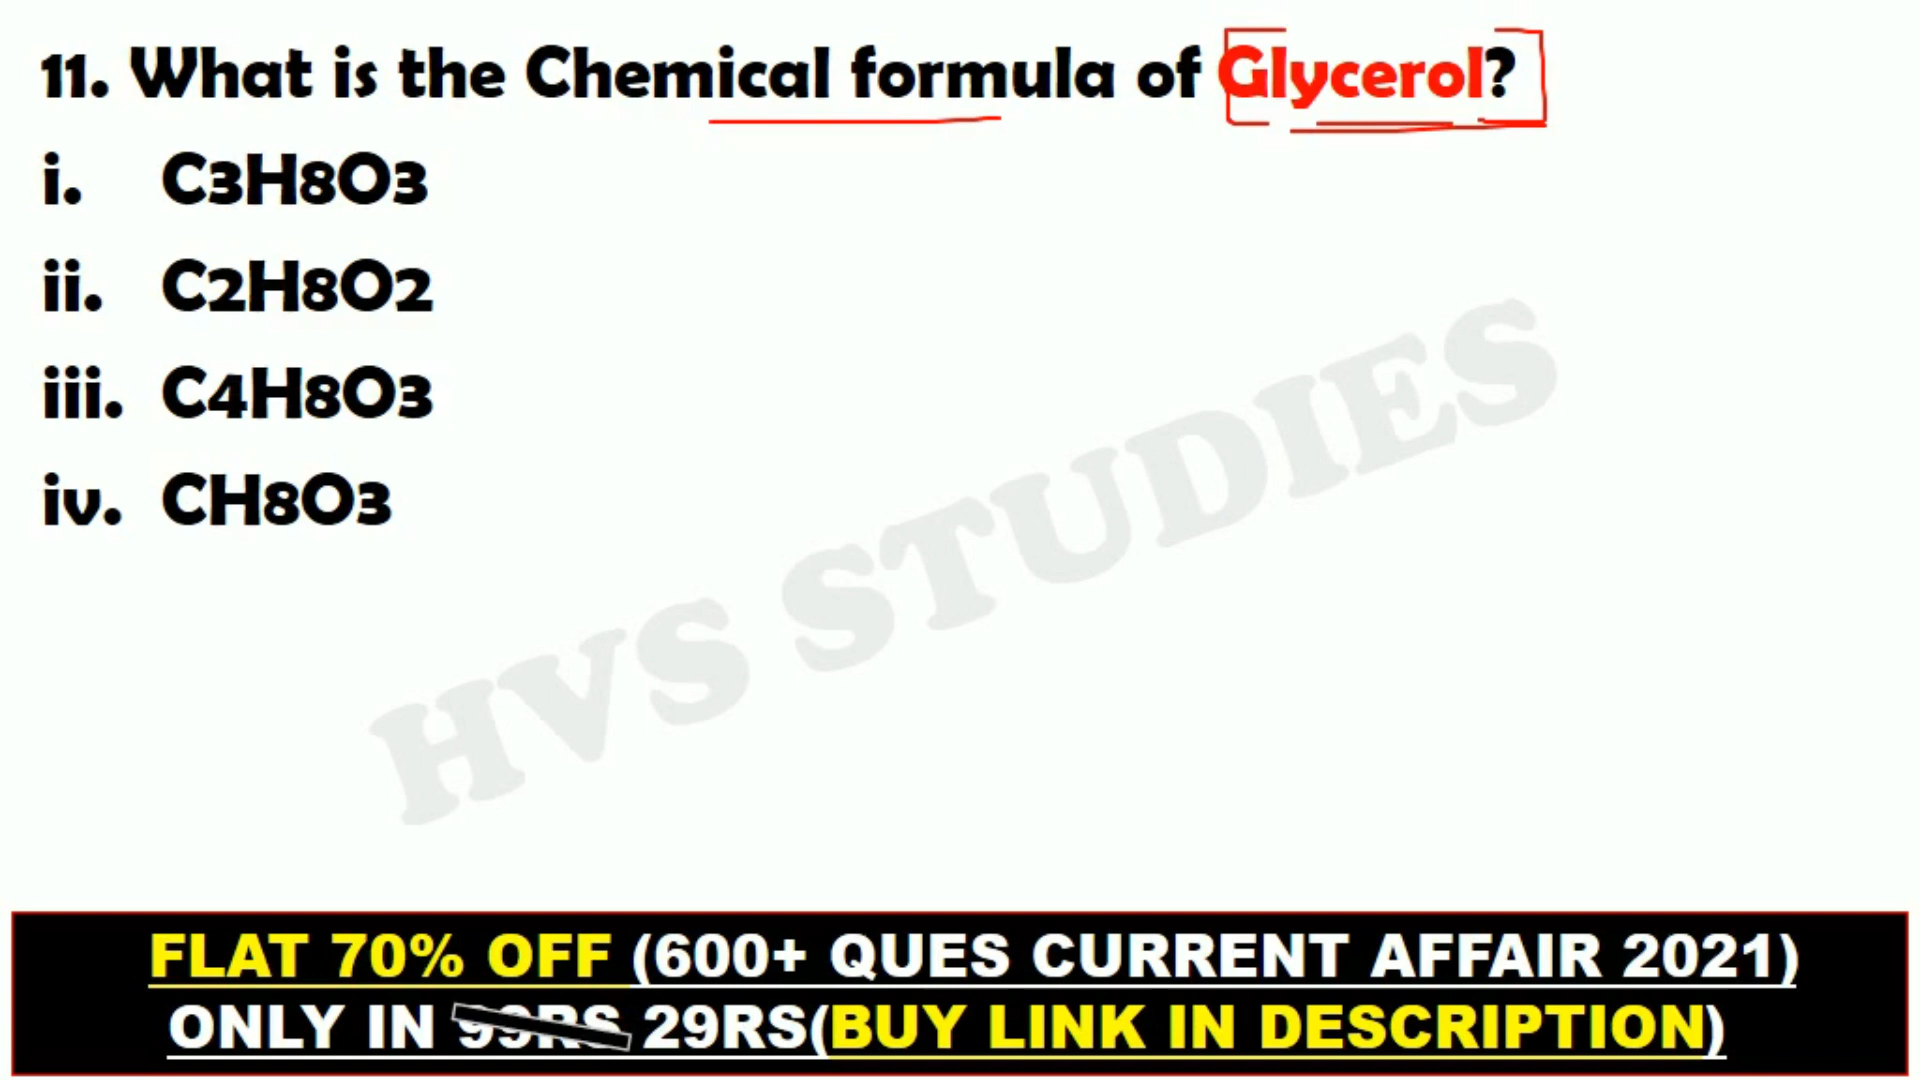 11. What is the Chemical formula of Glycerol?
i. C3H8O3
ii. C2H8O2
iii. C4H8O3
iv. CH8O3
HVS STUDIES
FLAT 70% OFF (600+ QUES CURRENT AFFAIR 2021)
ONLY IN 99RS 29RS(BUY LINK IN DESCRIPTION)